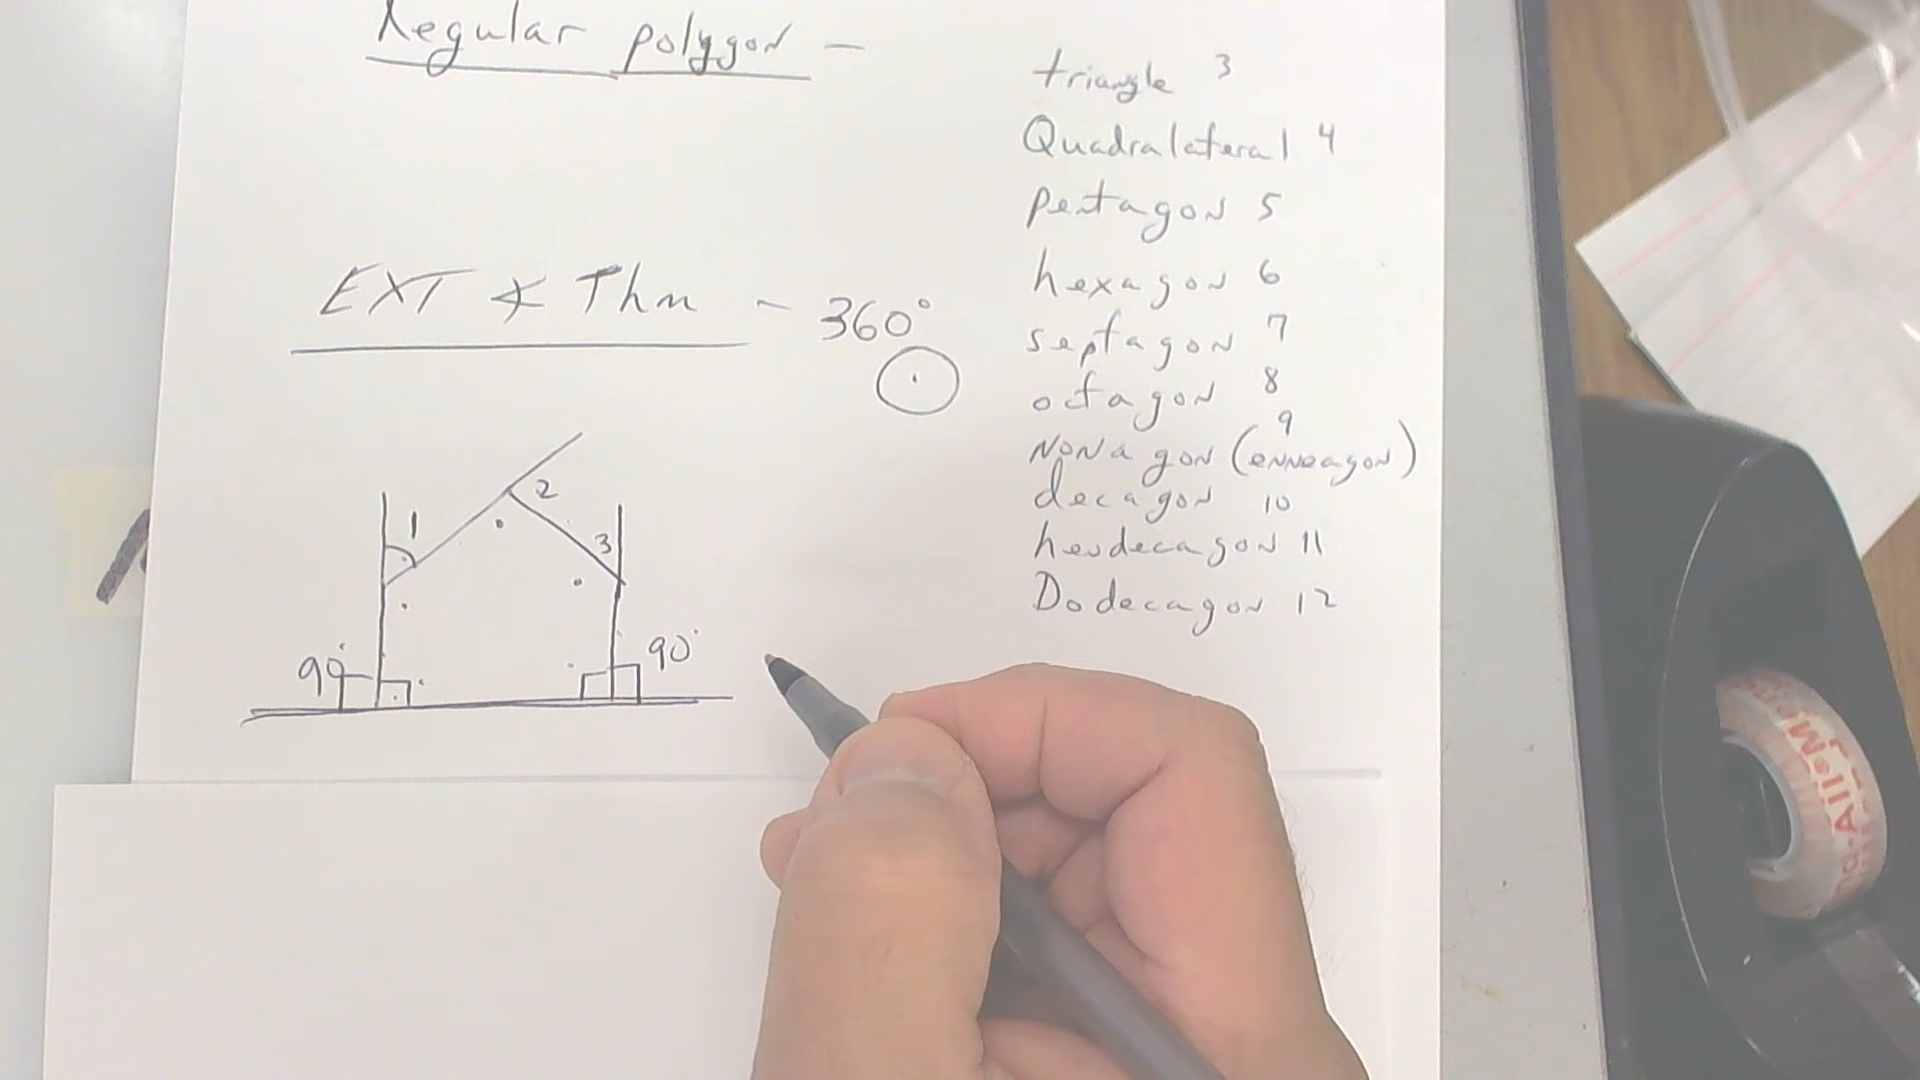 Regular polygon —
EXT ∡ Thm - 360°
1
2
3
90°
90°
triangle 3
Quadralateral 4
pentagon 5
hexagon 6
septagon 7
octagon 8
9
Nonagon (enneagon)
decagon 10
hendecagon 11
Dodecagon 12